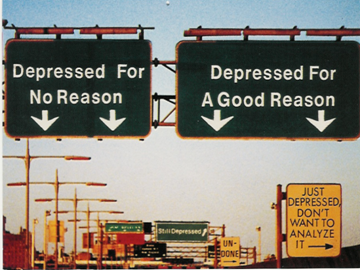 Depressed For
No Reason
Depressed For
A Good Reason
Still Depressed
UN-
DONE
JUST
DEPRESSED,
DON'T
WANT TO
ANALYZE
IT